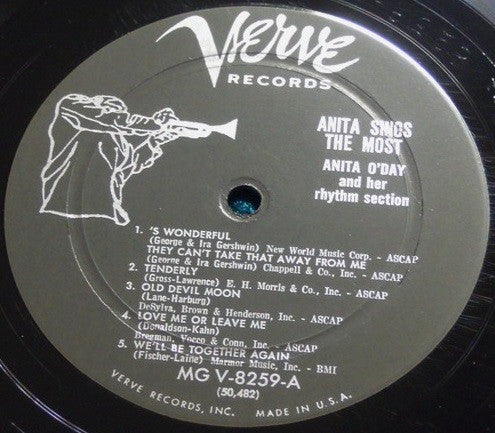 Verve
RECORDS
ANITA SINGS
THE MOST
ANITA O'DAY
and her
rhythm section
1. 'S WONDERFUL
(George & Ira Gershwin) New World Music Corp. - ASCAP
THEY CAN'T TAKE THAT AWAY FROM ME
(George & Ira Gershwin) Chappell & Co., Inc. - ASCAP
2. TENDERLY
(Gross-Lawrence) E. H. Morris & Co., Inc. - ASCAP
3. OLD DEVIL MOON
(Lane-Harburg)
DeSylva, Brown & Henderson, Inc. - ASCAP
4. LOVE ME OR LEAVE ME
(Donaldson-Kahn)
Bregman, Vocco & Conn, Inc. - ASCAP
5. WE'LL BE TOGETHER AGAIN
(Fischer-Laine) Marmor Music, Inc. - BMI
MG V-8259-A
(50,482)
VERVE RECORDS, INC. MADE IN U.S.A.